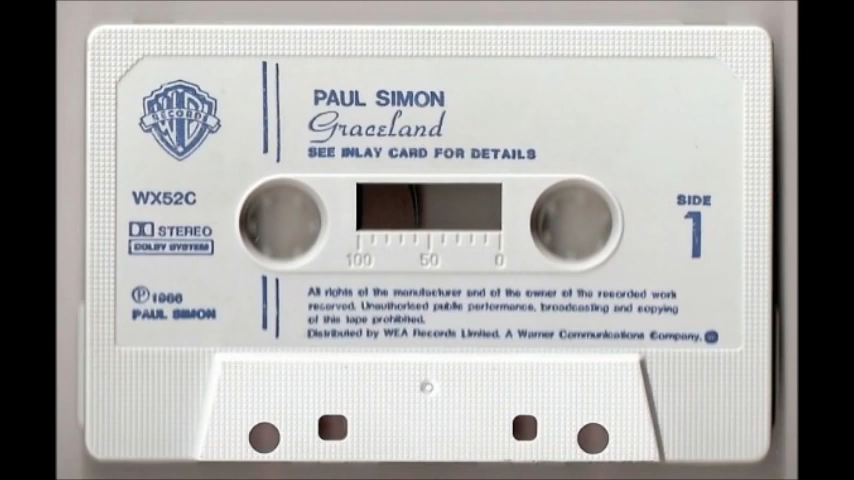 PAUL SIMON
Graceland
SEE INLAY CARD FOR DETAILS
WB
RECORDS
WX52C
STEREO
DOLBY SYSTEM
SIDE
1
100 50 0
℗1986
PAUL SIMON
All rights of the manufacturer and of the owner of the recorded work
reserved. Unauthorised public performance, broadcasting and copying
of this tape prohibited.
Distributed by WEA Records Limited. A Warner Communications Company.